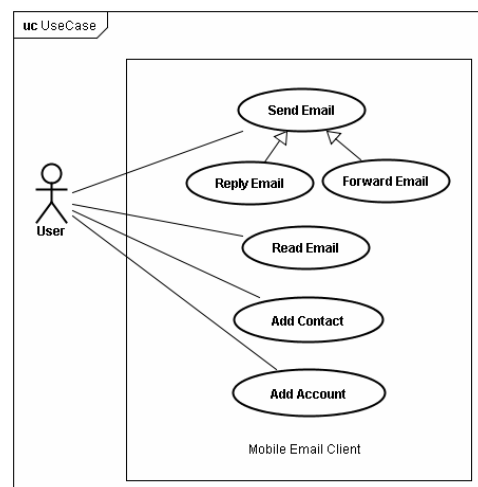 uc UseCase
Send Email
Reply Email
Forward Email
User
Read Email
Add Contact
Add Account
Mobile Email Client